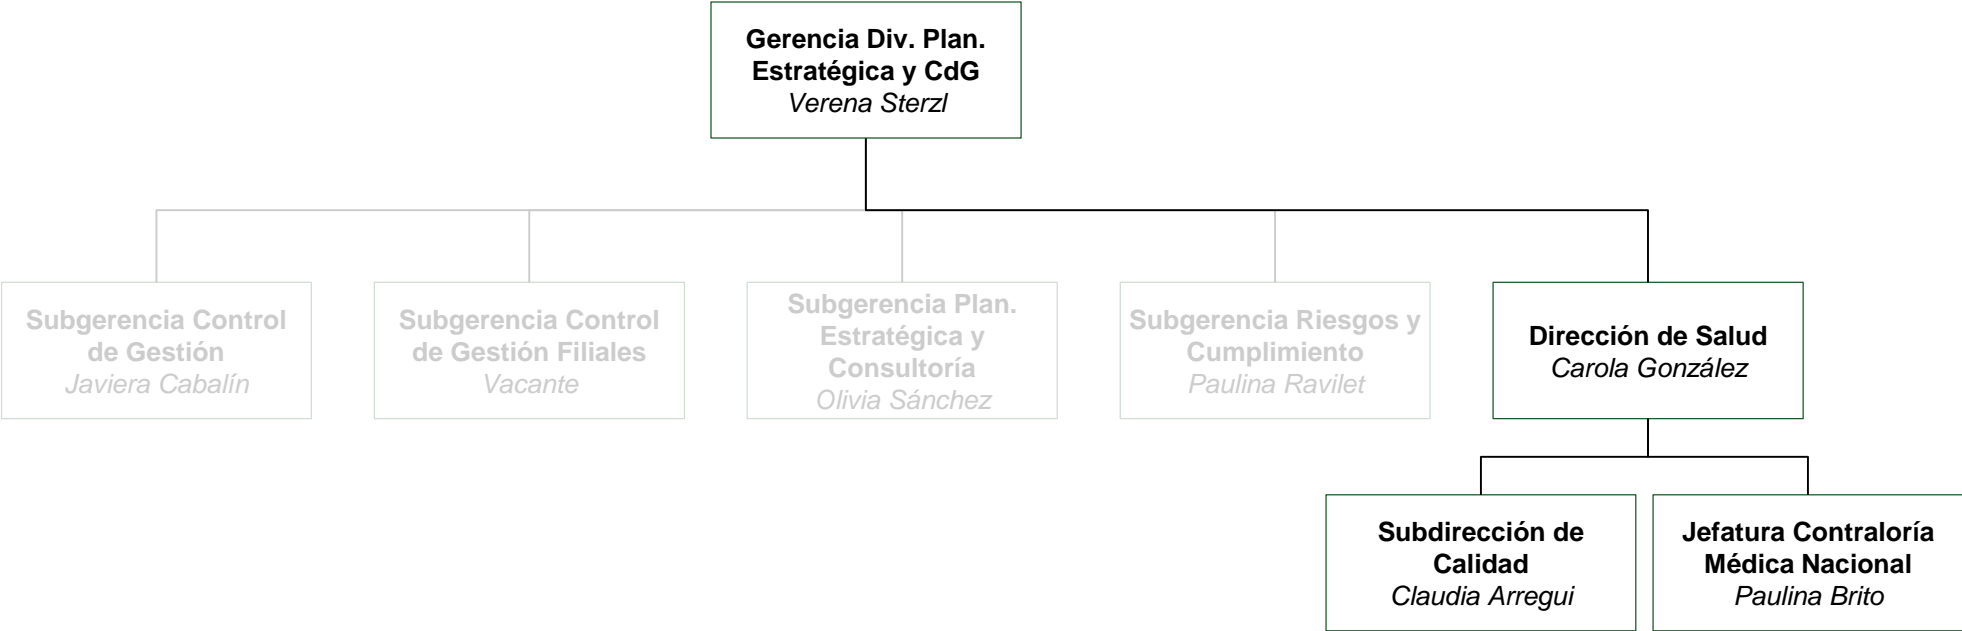 Gerencia Div. Plan.
Estratégica y CdG
Verena Sterzl
Subgerencia Control
de Gestión
Javiera Cabalín
Subgerencia Control
de Gestión Filiales
Vacante
Subgerencia Plan.
Estratégica y
Consultoría
Olivia Sánchez
Subgerencia Riesgos y
Cumplimiento
Paulina Ravilet
Dirección de Salud
Carola González
Subdirección de
Calidad
Claudia Arregui
Jefatura Contraloría
Médica Nacional
Paulina Brito